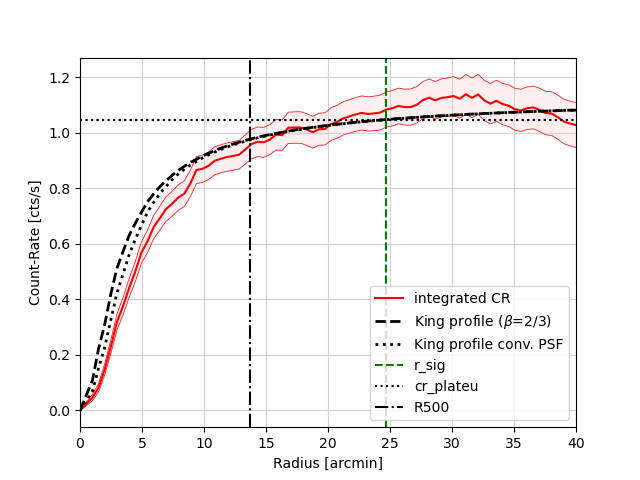 1.2
1.0
0.8
0.6
0.4
0.2
0.0
Count-Rate [cts/s]
integrated CR
King profile (β=2/3)
King profile conv. PSF
r_sig
cr_plateu
R500
0 5 10 15 20 25 30 35 40
Radius [arcmin]